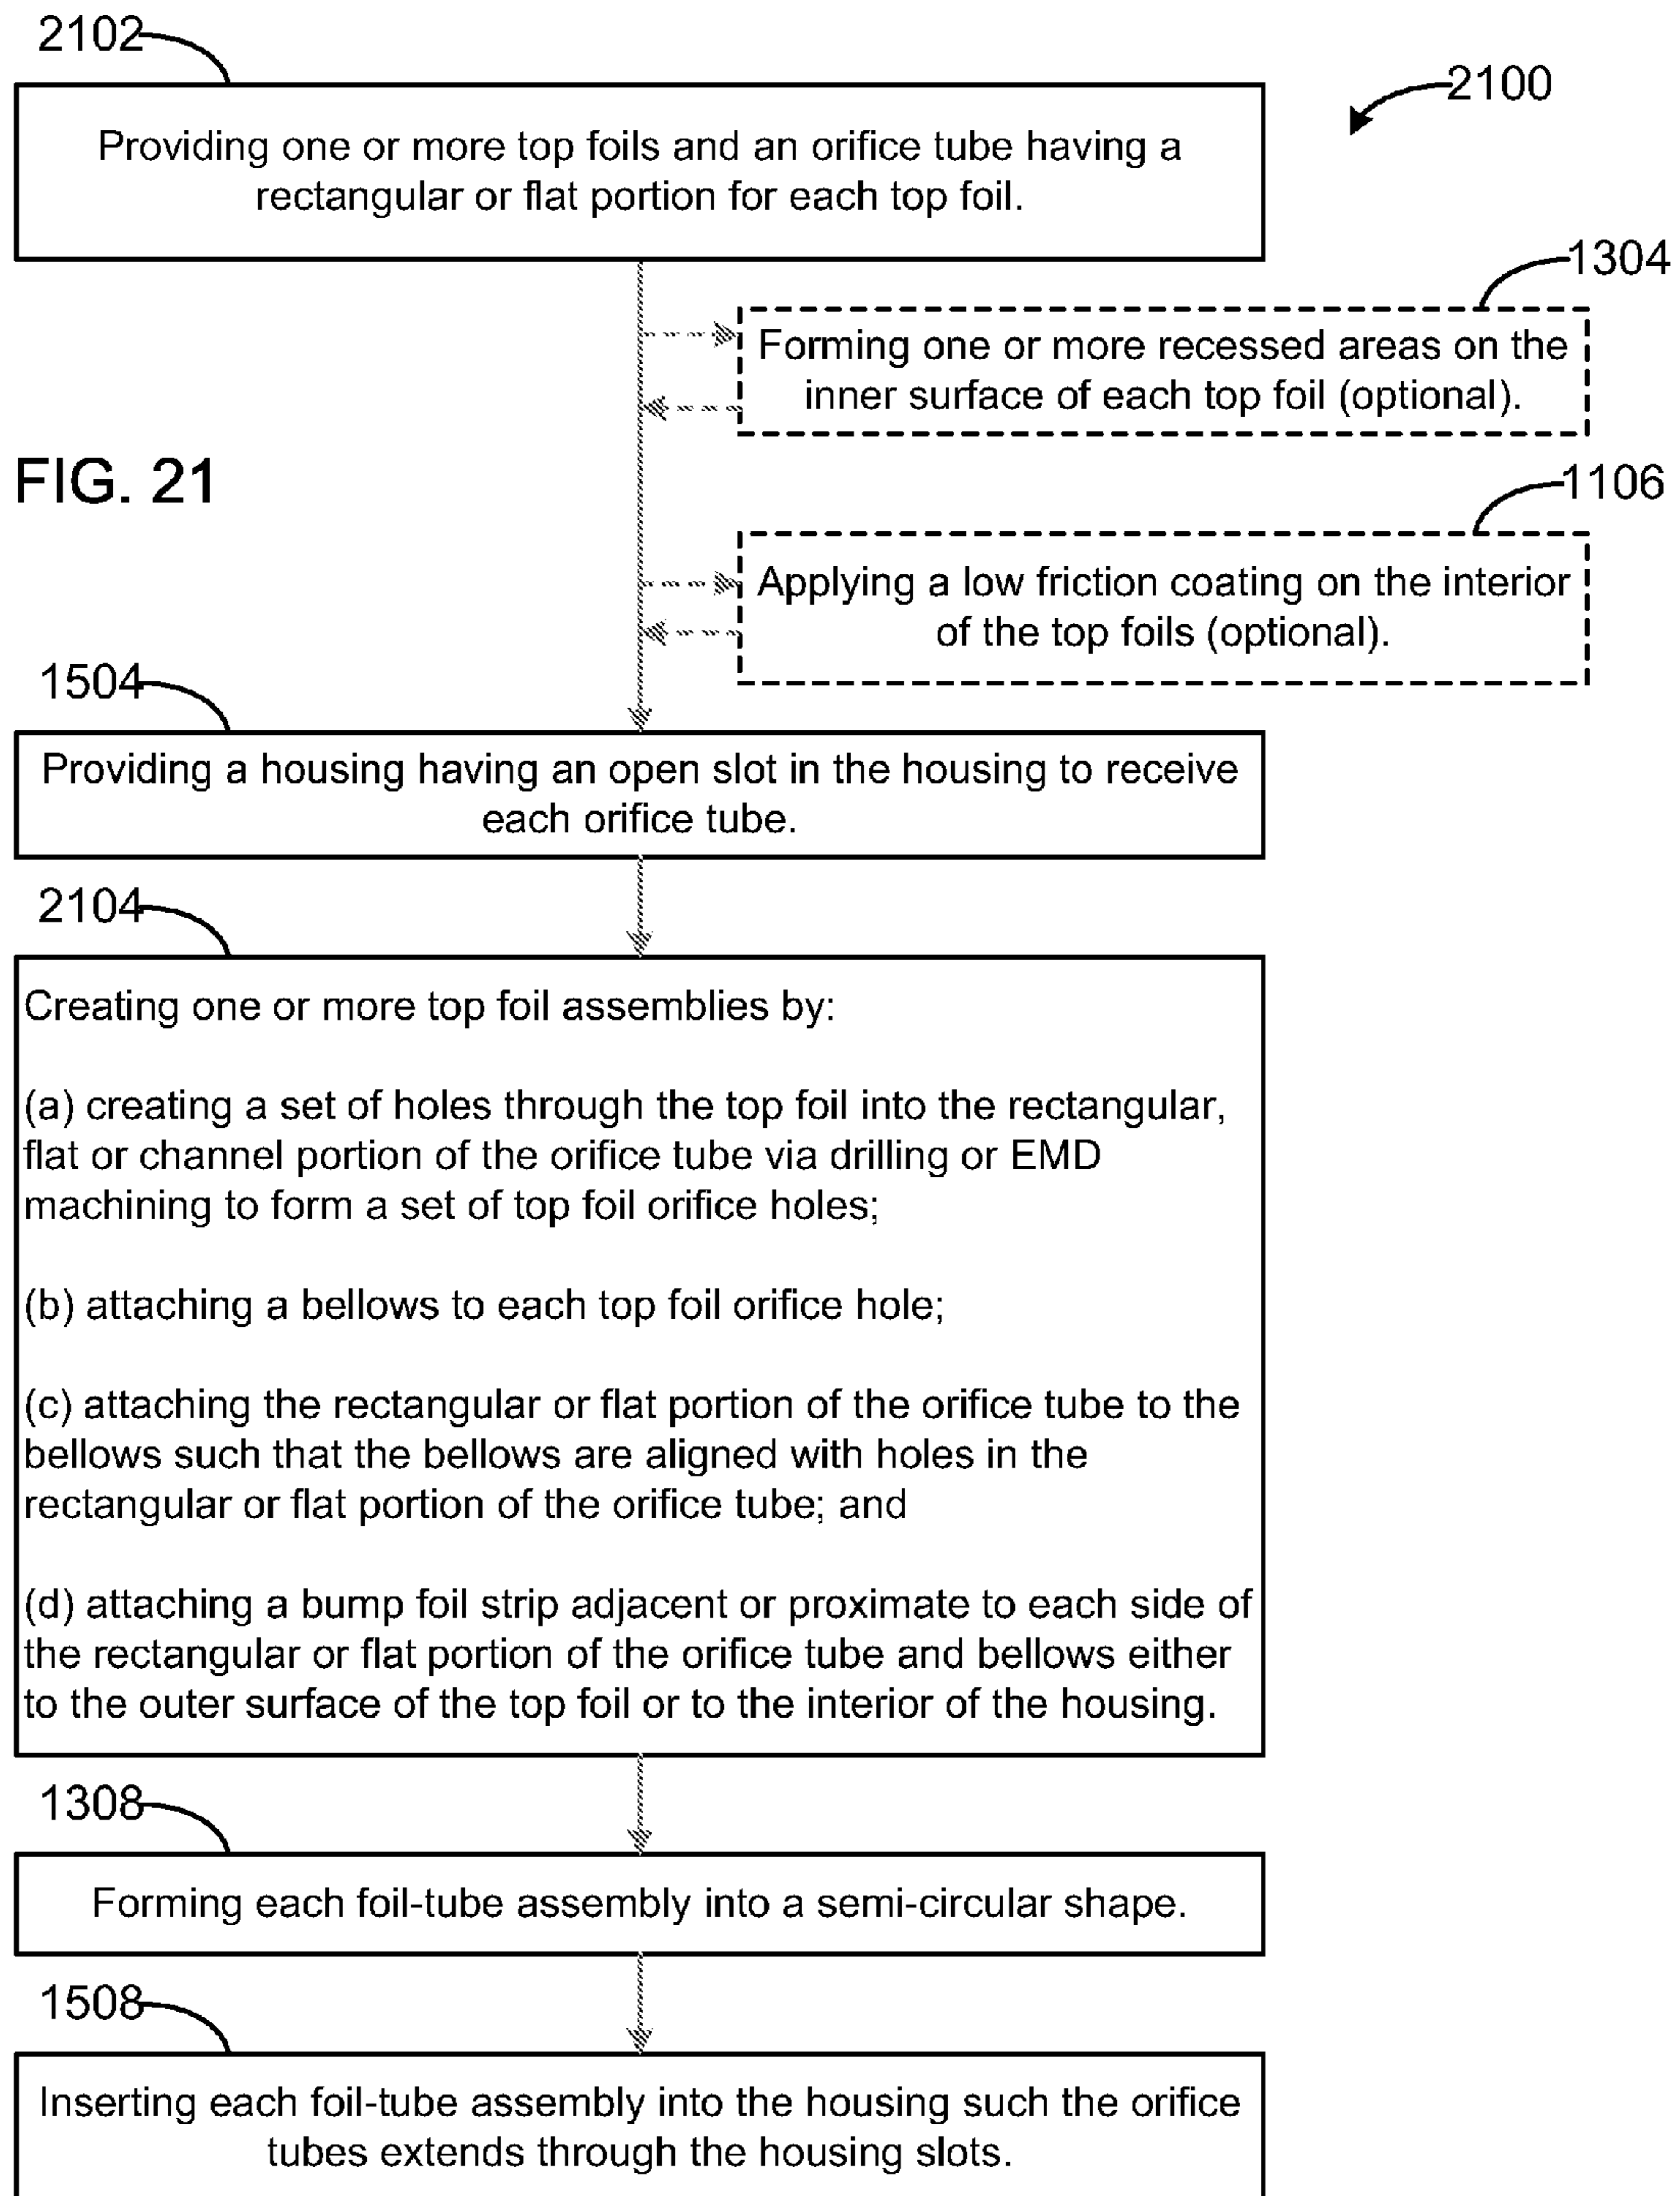 2102
2100
Providing one or more top foils and an orifice tube having a
rectangular or flat portion for each top foil.
1304
Forming one or more recessed areas on the
inner surface of each top foil (optional).
FIG. 21
1106
Applying a low friction coating on the interior
of the top foils (optional).
1504
Providing a housing having an open slot in the housing to receive
each orifice tube.
2104
Creating one or more top foil assemblies by:
(a) creating a set of holes through the top foil into the rectangular,
flat or channel portion of the orifice tube via drilling or EMD
machining to form a set of top foil orifice holes;
(b) attaching a bellows to each top foil orifice hole;
(c) attaching the rectangular or flat portion of the orifice tube to the
bellows such that the bellows are aligned with holes in the
rectangular or flat portion of the orifice tube; and
(d) attaching a bump foil strip adjacent or proximate to each side of
the rectangular or flat portion of the orifice tube and bellows either
to the outer surface of the top foil or to the interior of the housing.
1308
Forming each foil-tube assembly into a semi-circular shape.
1508
Inserting each foil-tube assembly into the housing such the orifice
tubes extends through the housing slots.